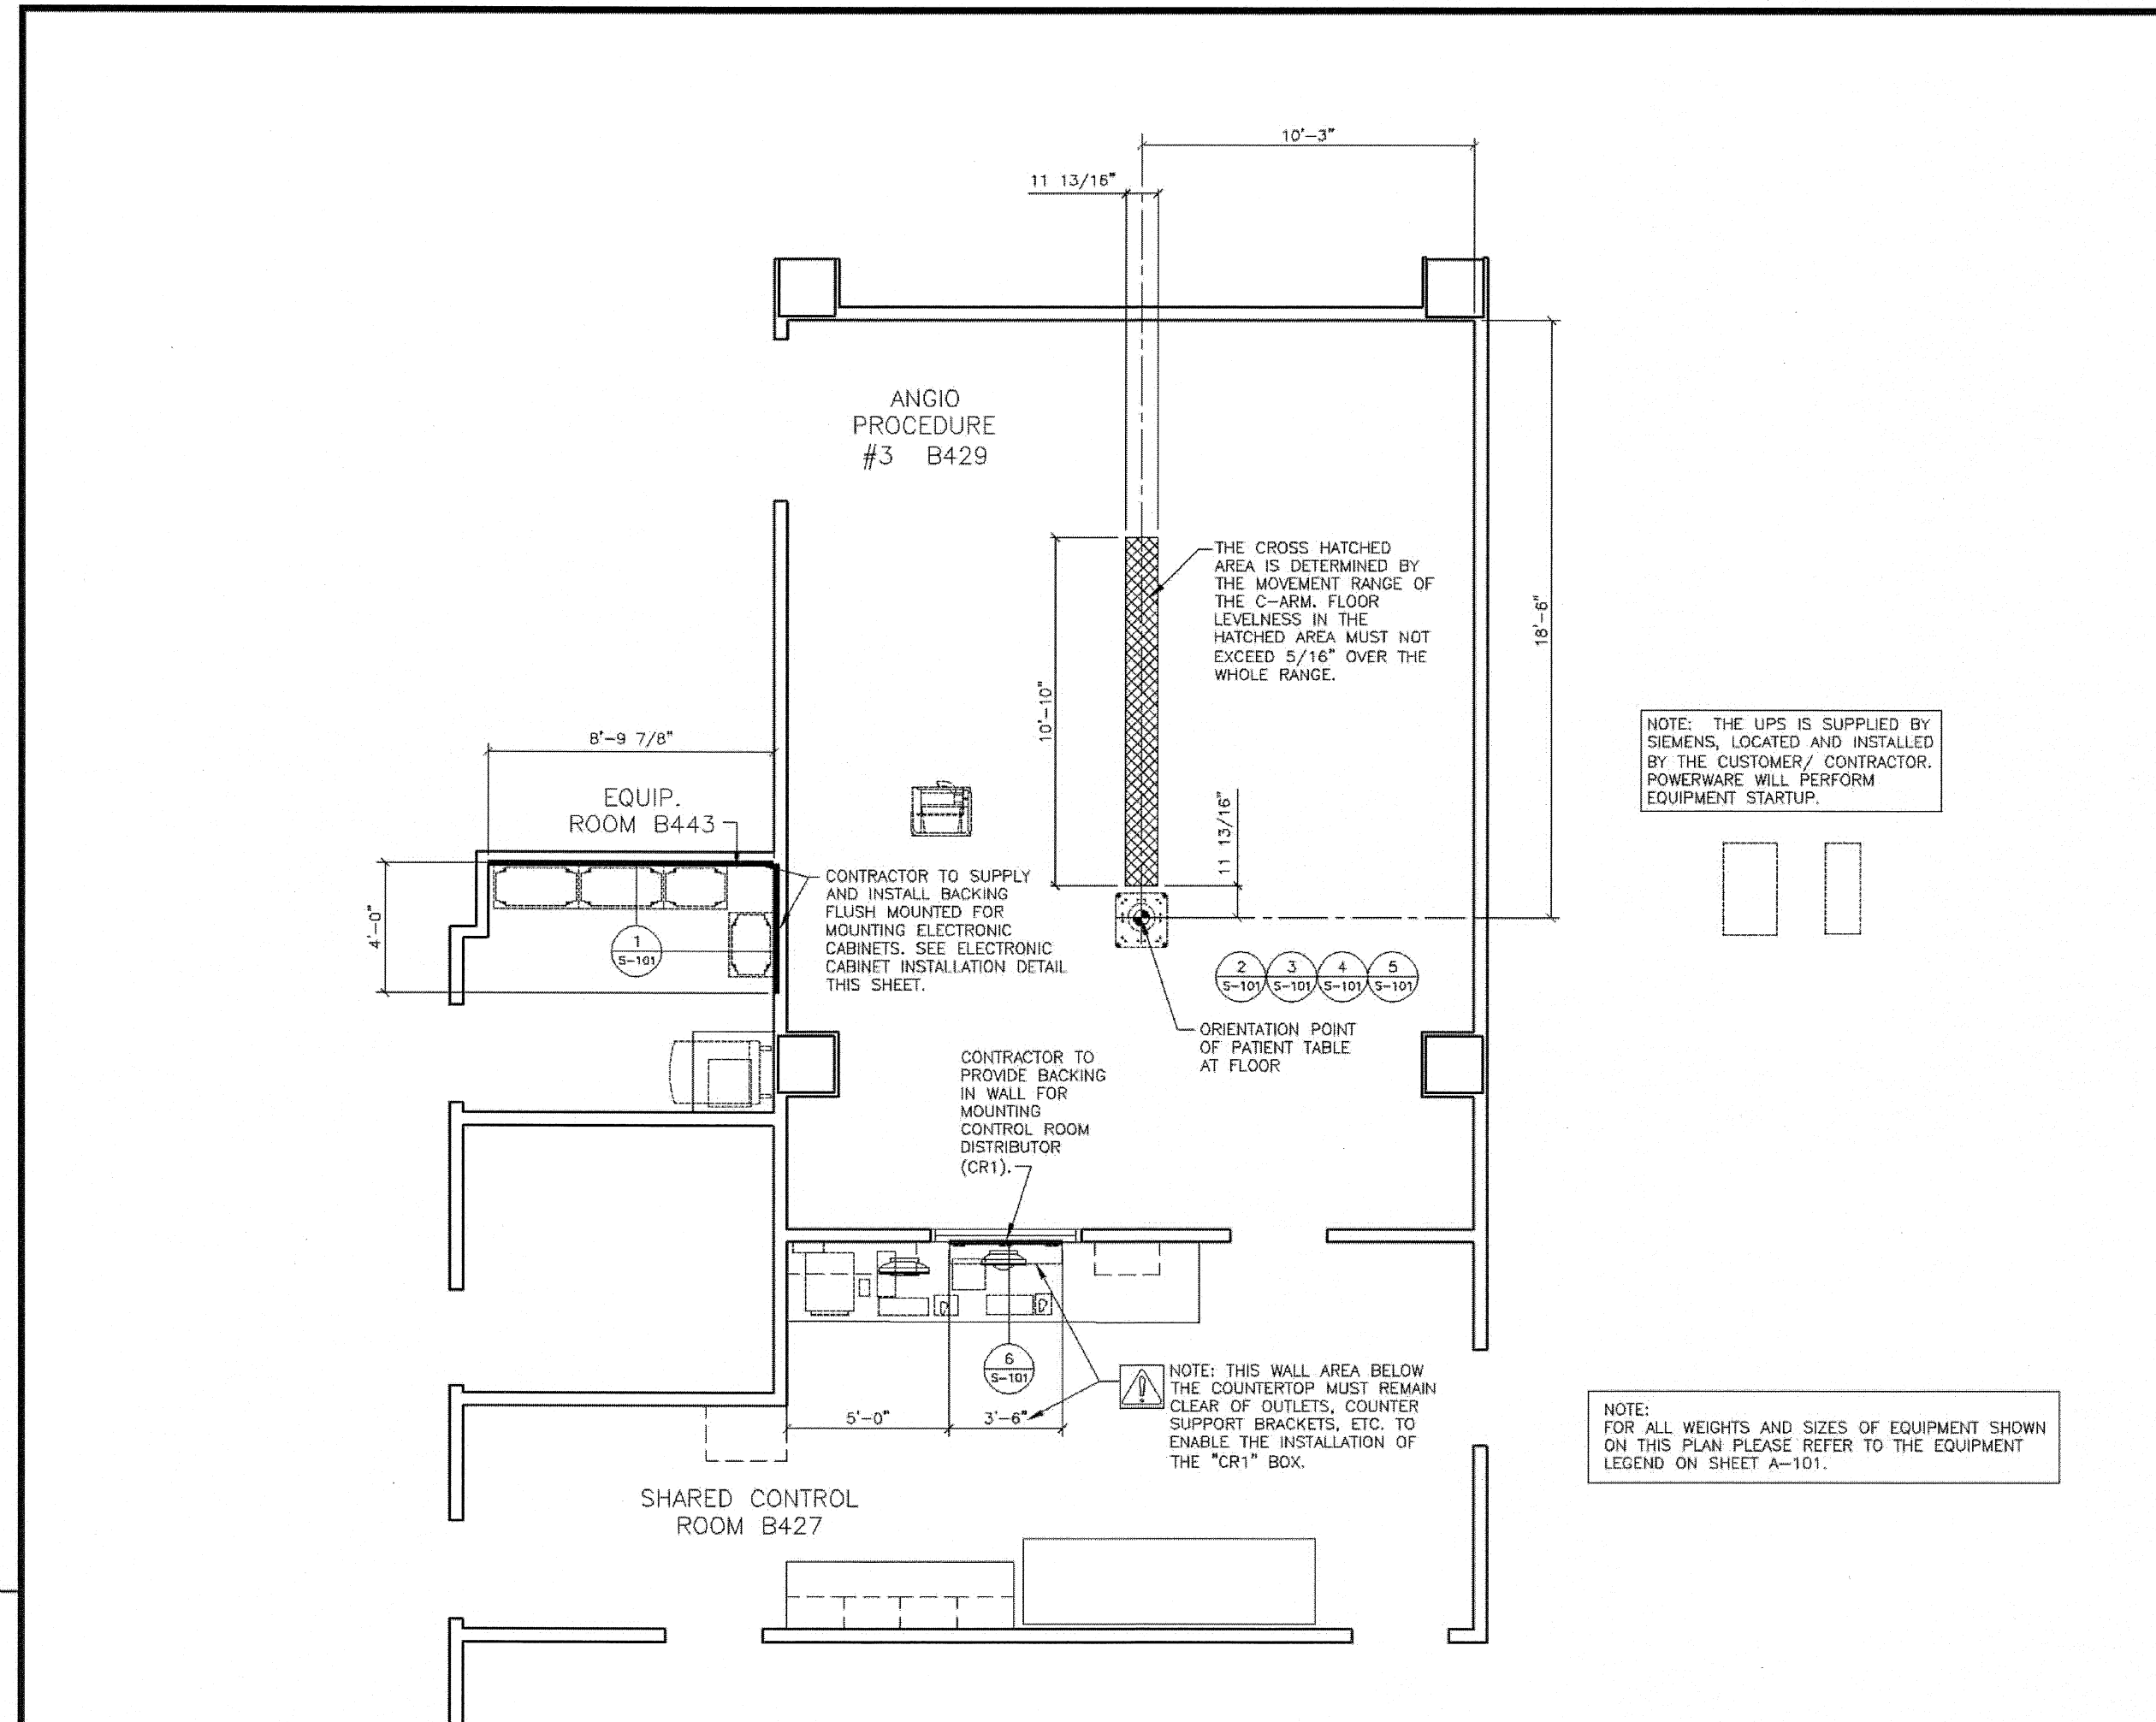 10'-3"
11 13/16"
ANGIO
PROCEDURE
#3 B429
THE CROSS HATCHED
AREA IS DETERMINED BY
THE MOVEMENT RANGE OF
THE C-ARM. FLOOR
LEVELNESS IN THE
HATCHED AREA MUST NOT
EXCEED 5/16" OVER THE
WHOLE RANGE.
18'-6"
10'-10"
NOTE: THE UPS IS SUPPLIED BY
SIEMENS, LOCATED AND INSTALLED
BY THE CUSTOMER/ CONTRACTOR.
POWERWARE WILL PERFORM
EQUIPMENT STARTUP.
8'-9 7/8"
EQUIP.
ROOM B443
11 13/16"
4'-0"
CONTRACTOR TO SUPPLY
AND INSTALL BACKING
FLUSH MOUNTED FOR
MOUNTING ELECTRONIC
CABINETS. SEE ELECTRONIC
CABINET INSTALLATION DETAIL
THIS SHEET.
1
S-101
2
S-101
3
S-101
4
S-101
5
S-101
ORIENTATION POINT
OF PATIENT TABLE
AT FLOOR
CONTRACTOR TO
PROVIDE BACKING
IN WALL FOR
MOUNTING
CONTROL ROOM
DISTRIBUTOR
(CR1).
6
S-101
5'-0"
3'-6"
NOTE: THIS WALL AREA BELOW
THE COUNTERTOP MUST REMAIN
CLEAR OF OUTLETS, COUNTER
SUPPORT BRACKETS, ETC. TO
ENABLE THE INSTALLATION OF
THE "CR1" BOX.
NOTE:
FOR ALL WEIGHTS AND SIZES OF EQUIPMENT SHOWN
ON THIS PLAN PLEASE REFER TO THE EQUIPMENT
LEGEND ON SHEET A-101.
SHARED CONTROL
ROOM B427